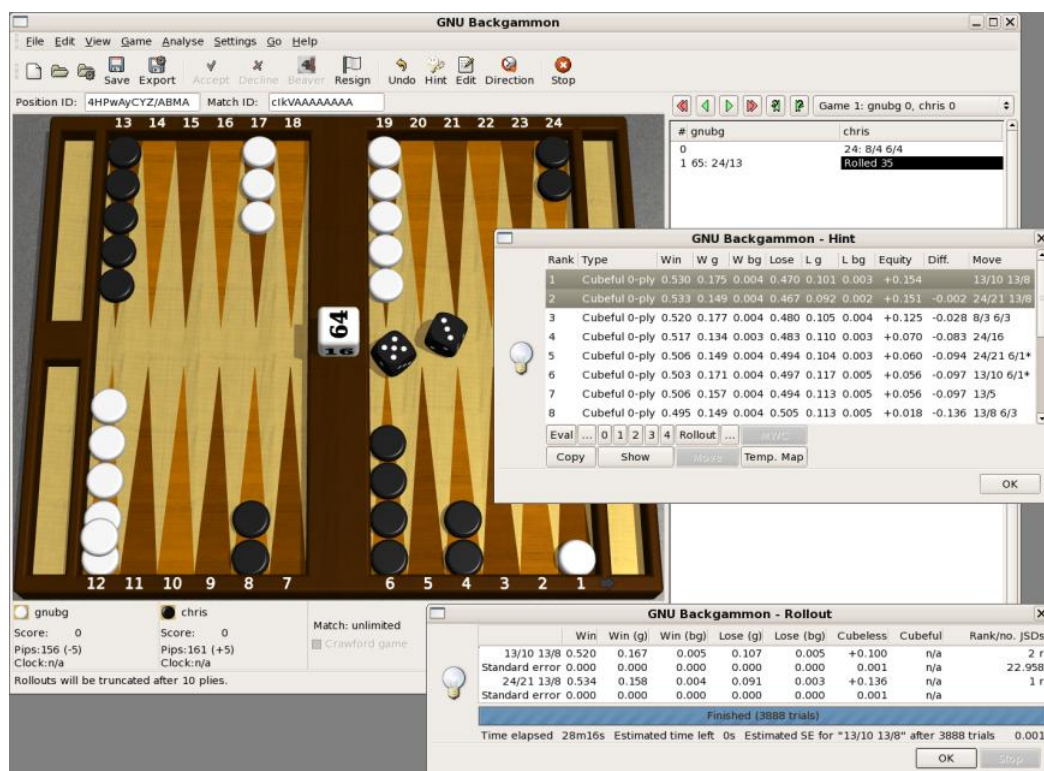 GNU Backgammon
File Edit View Game Analyse Settings Go Help
Save Export Accept Decline Beaver Resign Undo Hint Edit Direction Stop
Position ID: 4HPwAyCYZ/ABMA Match ID: cIkVAAAAAAAA Game 1: gnubg 0, chris 0
13 14 15 16 17 18 19 20 21 22 23 24
# gnubg chris
0 24: 8/4 6/4
1 65: 24/13 Rolled 35
GNU Backgammon - Hint
Rank Type Win W g W bg Lose L g L bg Equity Diff. Move
1 Cubeful 0-ply 0.530 0.175 0.004 0.470 0.101 0.003 +0.154 13/10 13/8
2 Cubeful 0-ply 0.533 0.149 0.004 0.467 0.092 0.002 +0.151 -0.002 24/21 13/8
3 Cubeful 0-ply 0.520 0.177 0.004 0.480 0.105 0.004 +0.125 -0.028 8/3 6/3
4 Cubeful 0-ply 0.517 0.134 0.003 0.483 0.110 0.003 +0.070 -0.083 24/16
5 Cubeful 0-ply 0.506 0.149 0.004 0.494 0.104 0.003 +0.060 -0.094 24/21 6/1*
6 Cubeful 0-ply 0.503 0.171 0.004 0.497 0.117 0.005 +0.056 -0.097 13/10 6/1*
7 Cubeful 0-ply 0.506 0.157 0.004 0.494 0.113 0.005 +0.056 -0.097 13/5
8 Cubeful 0-ply 0.495 0.149 0.004 0.505 0.113 0.005 +0.018 -0.136 13/8 6/3
Eval ... 0 1 2 3 4 Rollout ... MWC
Copy Show Move Temp. Map
OK
64
16
12 11 10 9 8 7 6 5 4 3 2 1
gnubg chris
Score: 0 Score: 0
Pips:156 (-5) Pips:161 (+5)
Clock:n/a Clock:n/a
Match: unlimited
Crawford game
Rollouts will be truncated after 10 plies.
GNU Backgammon - Rollout
Win Win (g) Win (bg) Lose (g) Lose (bg) Cubeless Cubeful Rank/no. JSDs
13/10 13/8 0.520 0.167 0.005 0.107 0.005 +0.100 n/a 2 r
Standard error 0.000 0.000 0.000 0.000 0.000 0.001 n/a 22.958
24/21 13/8 0.534 0.158 0.004 0.091 0.003 +0.136 n/a 1 r
Standard error 0.000 0.000 0.000 0.000 0.000 0.001 n/a
Finished (3888 trials)
Time elapsed 28m16s Estimated time left 0s Estimated SE for "13/10 13/8" after 3888 trials 0.001
OK Stop